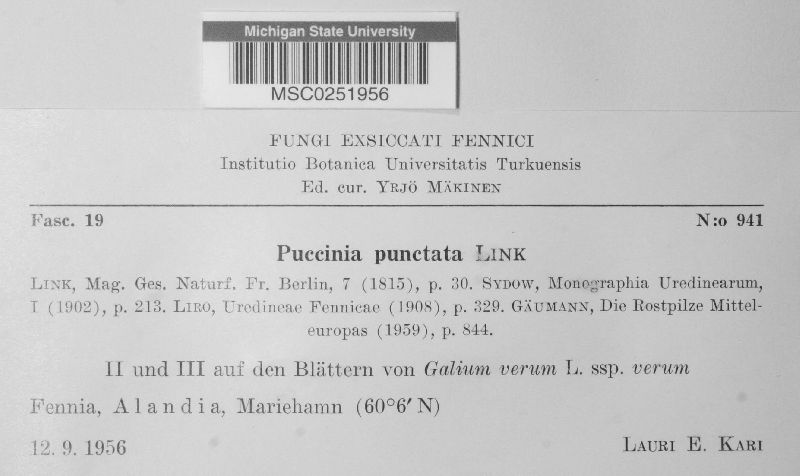 Michigan State University
MSC0251956
FUNGI EXSICCATI FENNICI
Institutio Botanica Universitatis Turkuensis
Ed. cur. YRJÖ MÄKINEN
Fasc. 19 N:o 941
Puccinia punctata LINK
LINK, Mag. Ges. Naturf. Fr. Berlin, 7 (1815), p. 30. SYDOW, Monographia Uredinearum,
I (1902), p. 213. LIRO, Uredineae Fennicae (1908), p. 329. GÄUMANN, Die Rostpilze Mittel-
europas (1959), p. 844.
II und III auf den Blättern von Galium verum L. ssp. verum
Fennia, Alandia, Mariehamn (60°6′ N)
12. 9. 1956 LAURI E. KARI